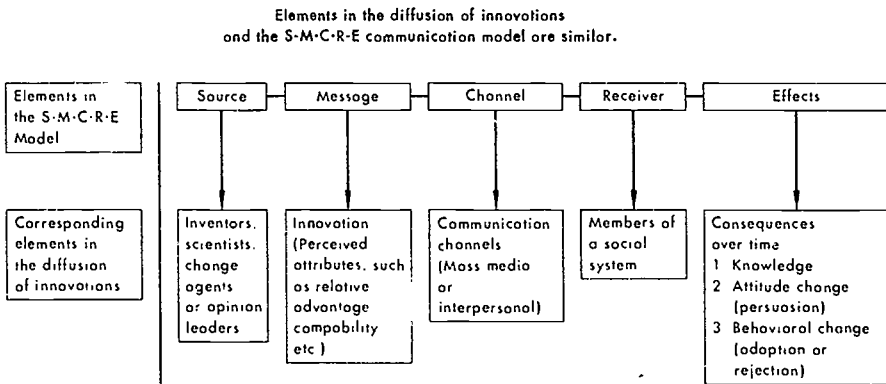 Elements in the diffusion of innovations
and the S·M·C·R-E communication model are similar.
Elements in
the S·M·C·R·E
Model
Source
Message
Channel
Receiver
Effects
Corresponding
elements in
the diffusion
of innovations
Inventors,
scientists,
change
agents
or opinion
leaders
Innovation
(Perceived
attributes, such
as relative
advantage
compability
etc )
Communication
channels
(Mass media
or
interpersonal)
Members of
a social
system
Consequences
over time
1 Knowledge
2 Attitude change
(persuasion)
3 Behavioral change
(adoption or
rejection)